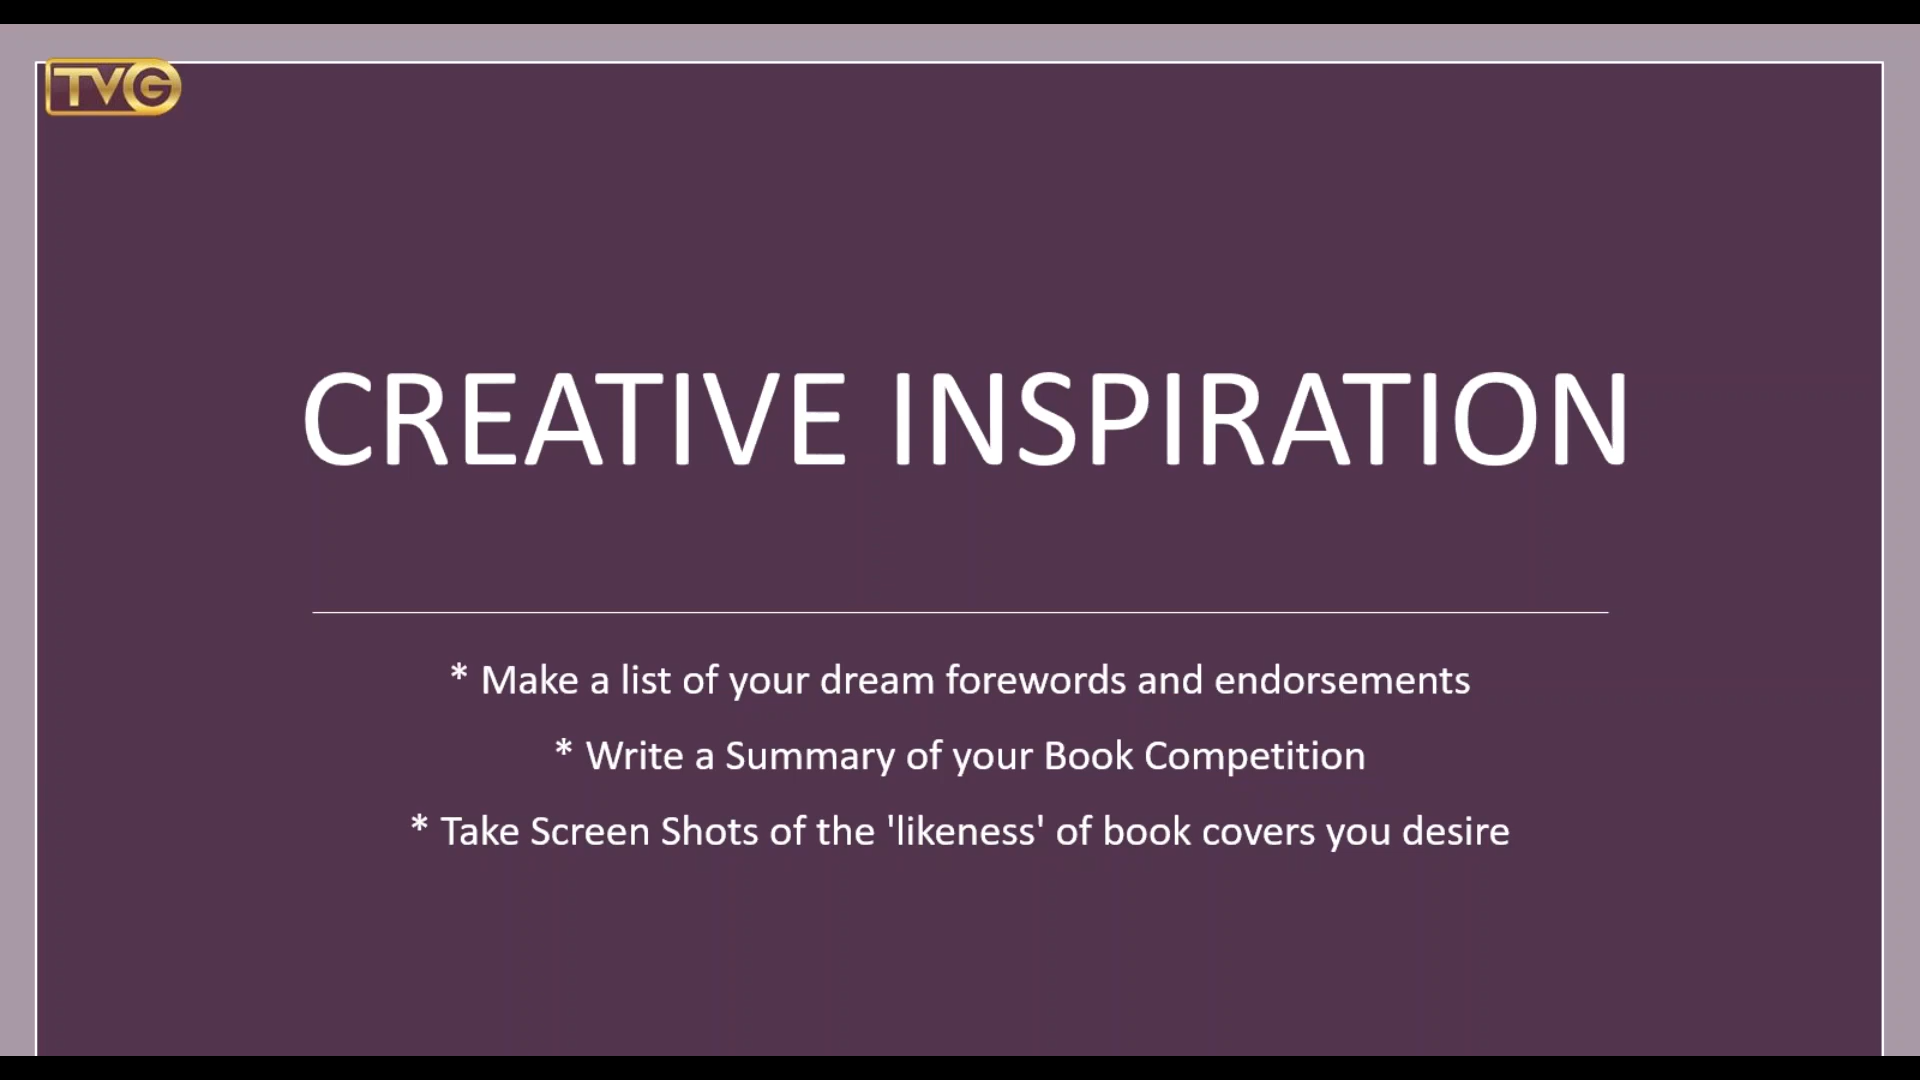 TVG
CREATIVE INSPIRATION
* Make a list of your dream forewords and endorsements
* Write a Summary of your Book Competition
* Take Screen Shots of the 'likeness' of book covers you desire